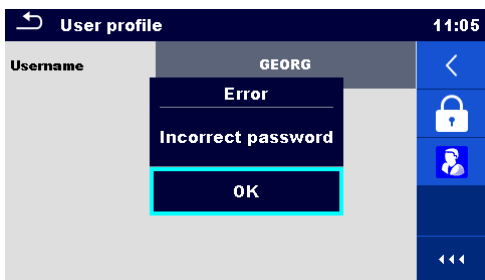 User profile
11:05
Username
GEORG
Error
Incorrect password
OK